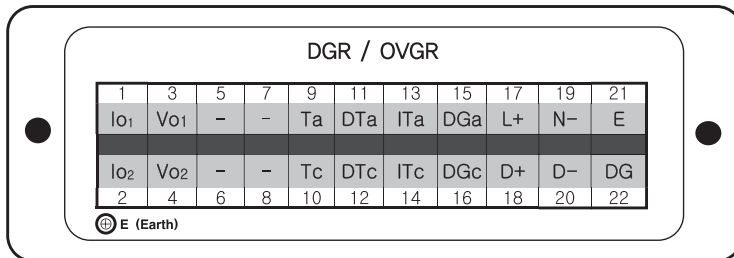 DGR / OVGR
1 3 5 7 9 11 13 15 17 19 21
Io1 Vo1 - - Ta DTa ITa DGa L+ N- E
Io2 Vo2 - - Tc DTc ITc DGc D+ D- DG
2 4 6 8 10 12 14 16 18 20 22
E (Earth)